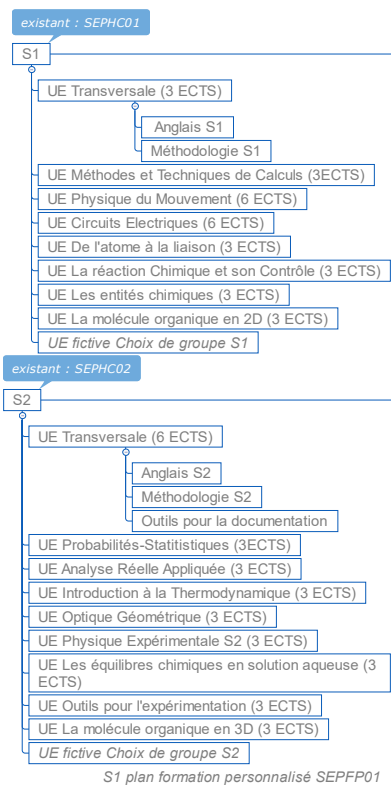 existant : SEPHC01
S1
UE Transversale (3 ECTS)
Anglais S1
Méthodologie S1
UE Méthodes et Techniques de Calculs (3ECTS)
UE Physique du Mouvement (6 ECTS)
UE Circuits Electriques (6 ECTS)
UE De l'atome à la liaison (3 ECTS)
UE La réaction Chimique et son Contrôle (3 ECTS)
UE Les entités chimiques (3 ECTS)
UE La molécule organique en 2D (3 ECTS)
UE fictive Choix de groupe S1
existant : SEPHC02
S2
UE Transversale (6 ECTS)
Anglais S2
Méthodologie S2
Outils pour la documentation
UE Probabilités-Statitistiques (3ECTS)
UE Analyse Réelle Appliquée (3 ECTS)
UE Introduction à la Thermodynamique (3 ECTS)
UE Optique Géométrique (3 ECTS)
UE Physique Expérimentale S2 (3 ECTS)
UE Les équilibres chimiques en solution aqueuse (3
ECTS)
UE Outils pour l'expérimentation (3 ECTS)
UE La molécule organique en 3D (3 ECTS)
UE fictive Choix de groupe S2
S1 plan formation personnalisé SEPFP01